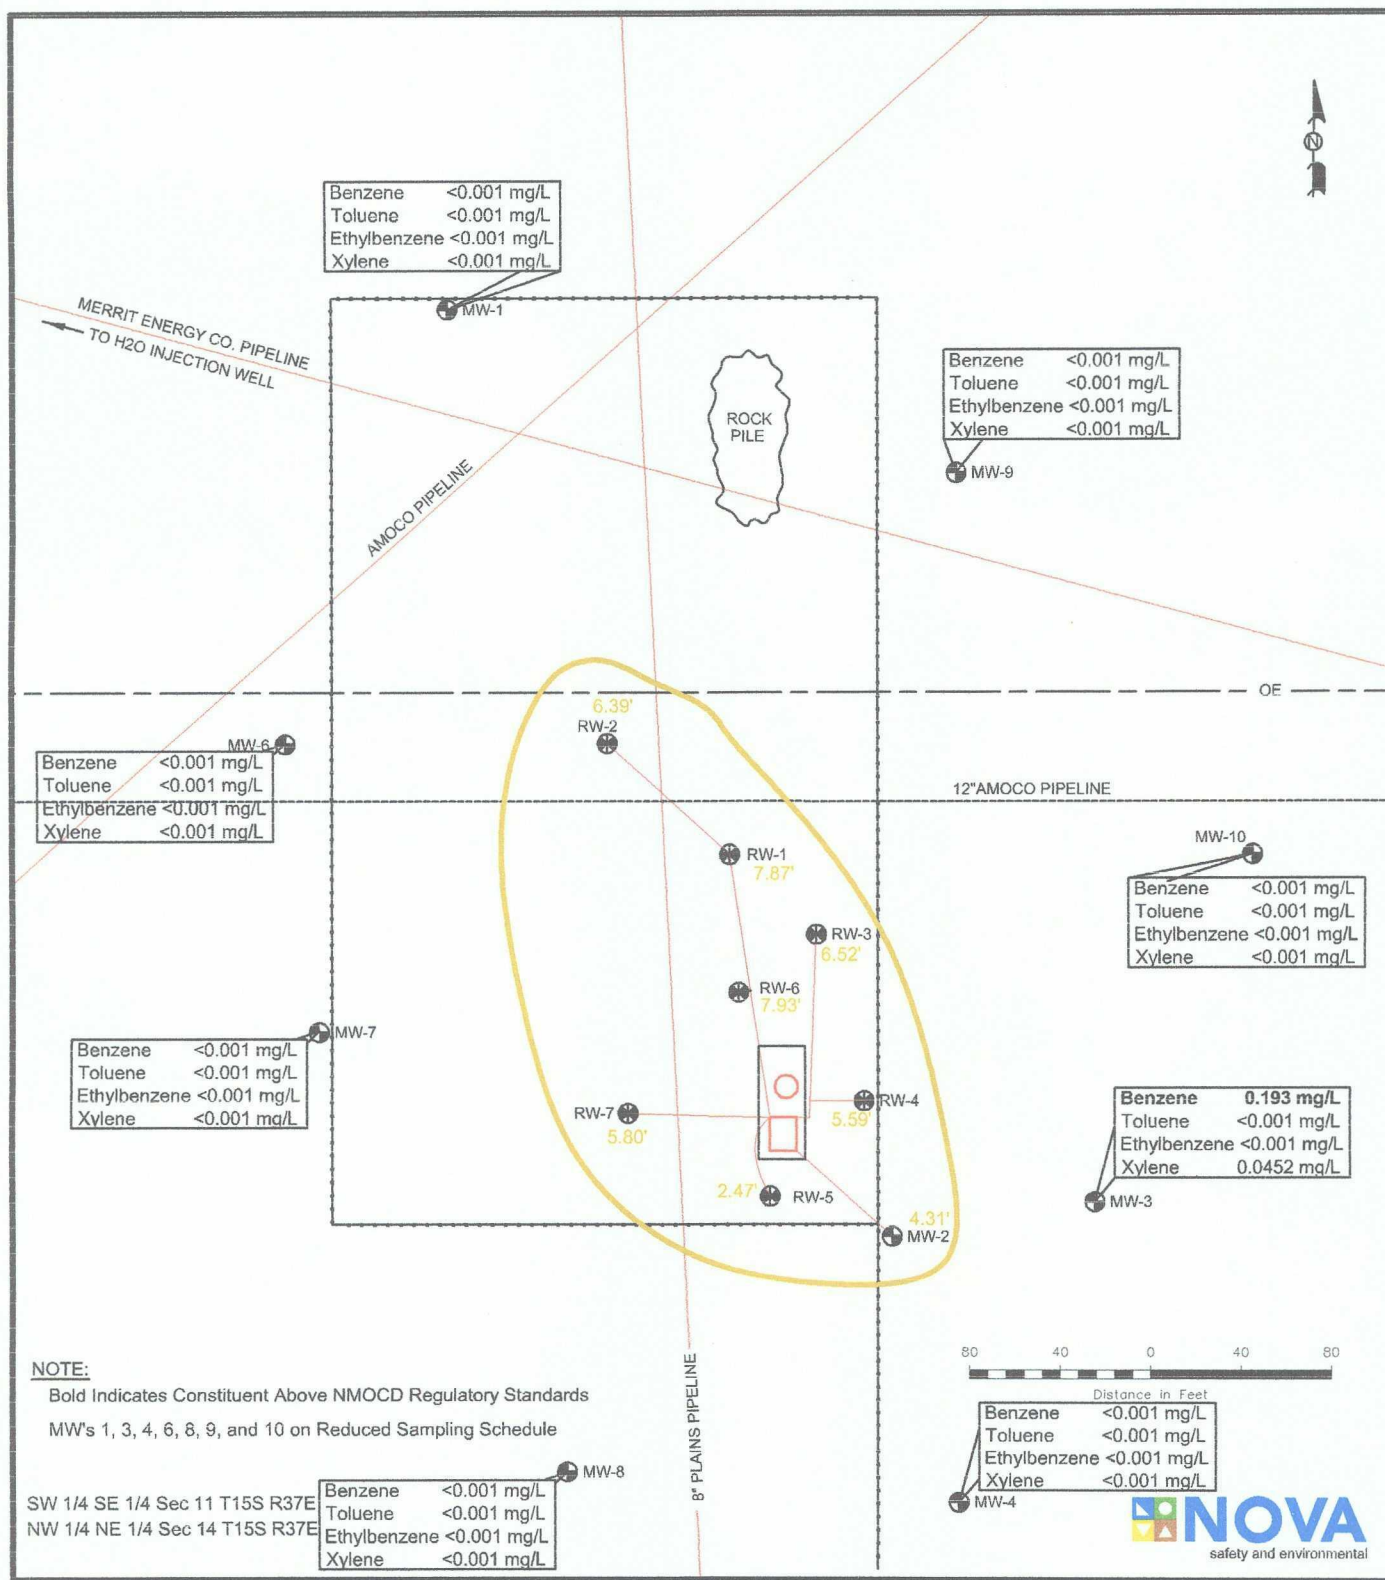 N
Benzene <0.001 mg/L
Toluene <0.001 mg/L
Ethylbenzene <0.001 mg/L
Xylene <0.001 mg/L
MW-1
MERRIT ENERGY CO. PIPELINE
TO H2O INJECTION WELL
Benzene <0.001 mg/L
Toluene <0.001 mg/L
Ethylbenzene <0.001 mg/L
Xylene <0.001 mg/L
MW-9
ROCK
PILE
AMOCO PIPELINE
OE
6.39'
RW-2
MW-6
Benzene <0.001 mg/L
Toluene <0.001 mg/L
Ethylbenzene <0.001 mg/L
Xylene <0.001 mg/L
12"AMOCO PIPELINE
MW-10
Benzene <0.001 mg/L
Toluene <0.001 mg/L
Ethylbenzene <0.001 mg/L
Xylene <0.001 mg/L
RW-1
7.87'
RW-3
6.52'
RW-6
7.93'
MW-7
Benzene <0.001 mg/L
Toluene <0.001 mg/L
Ethylbenzene <0.001 mg/L
Xylene <0.001 mg/L
RW-7
5.80'
RW-4
5.59'
Benzene 0.193 mg/L
Toluene <0.001 mg/L
Ethylbenzene <0.001 mg/L
Xylene 0.0452 mg/L
MW-3
2.47'
RW-5
4.31'
MW-2
8" PLAINS PIPELINE
80 40 0 40 80
Distance in Feet
Benzene <0.001 mg/L
Toluene <0.001 mg/L
Ethylbenzene <0.001 mg/L
Xylene <0.001 mg/L
MW-4
NOTE:
Bold Indicates Constituent Above NMOCD Regulatory Standards
MW's 1, 3, 4, 6, 8, 9, and 10 on Reduced Sampling Schedule
MW-8
Benzene <0.001 mg/L
Toluene <0.001 mg/L
Ethylbenzene <0.001 mg/L
Xylene <0.001 mg/L
SW 1/4 SE 1/4 Sec 11 T15S R37E
NW 1/4 NE 1/4 Sec 14 T15S R37E
NOVA
safety and environmental